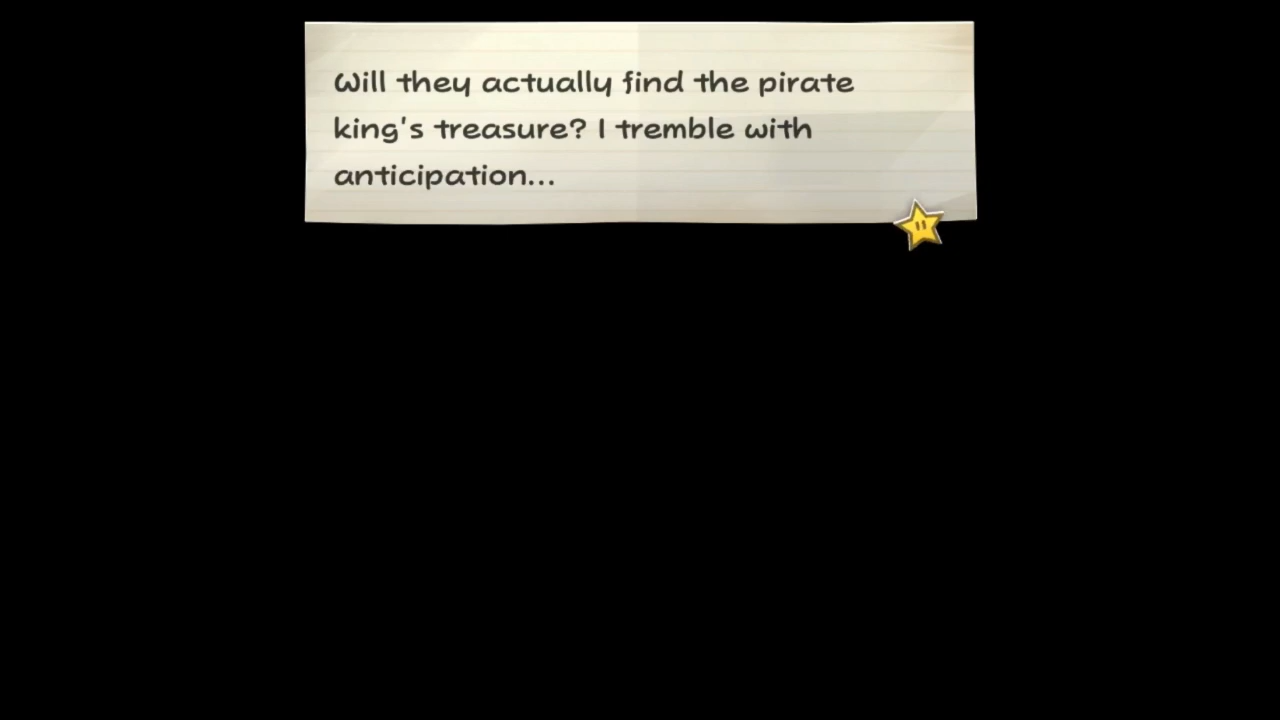 Will they actually find the pirate
king's treasure? I tremble with
anticipation...